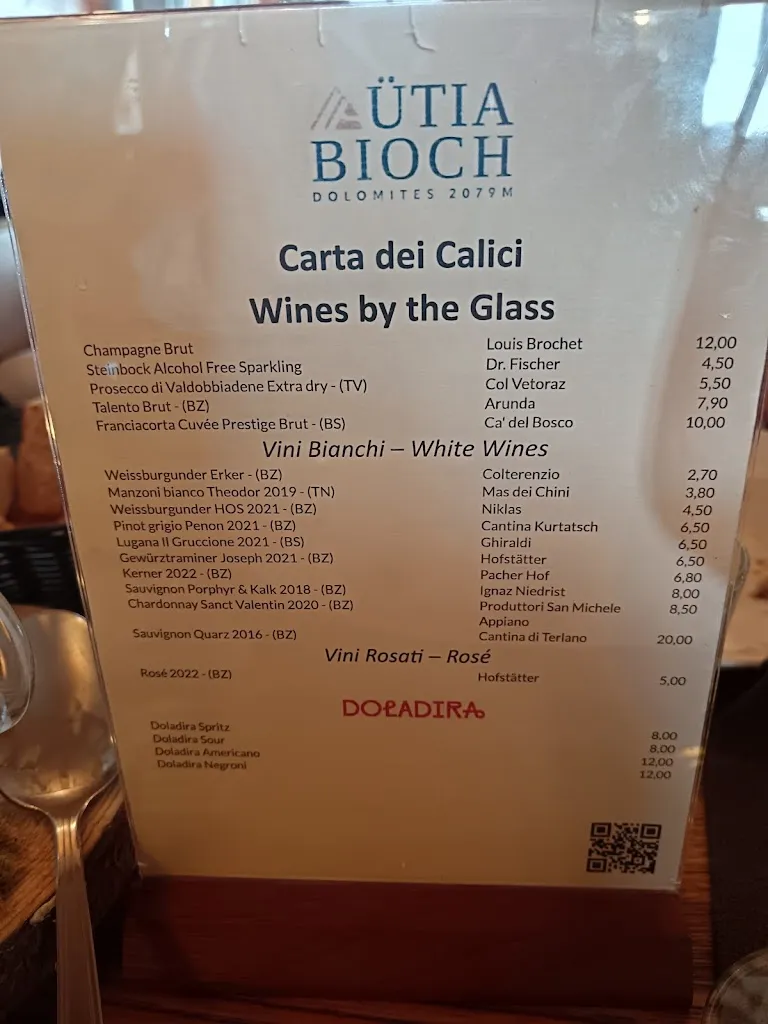 ÜTIA
BIOCH
DOLOMITES 2079M
Carta dei Calici
Wines by the Glass
Champagne Brut Louis Brochet 12,00
Steinbock Alcohol Free Sparkling Dr. Fischer 4,50
Prosecco di Valdobbiadene Extra dry - (TV) Col Vetoraz 5,50
Talento Brut - (BZ) Arunda 7,90
Franciacorta Cuvée Prestige Brut - (BS) Ca' del Bosco 10,00
Vini Bianchi – White Wines
Weissburgunder Erker - (BZ) Colterenzio 2,70
Manzoni bianco Theodor 2019 - (TN) Mas dei Chini 3,80
Weissburgunder HOS 2021 - (BZ) Niklas 4,50
Pinot grigio Penon 2021 - (BZ) Cantina Kurtatsch 6,50
Lugana Il Gruccione 2021 - (BS) Ghiraldi 6,50
Gewürztraminer Joseph 2021 - (BZ) Hofstätter 6,50
Kerner 2022 - (BZ) Pacher Hof 6,80
Sauvignon Porphyr & Kalk 2018 - (BZ) Ignaz Niedrist 8,00
Chardonnay Sanct Valentin 2020 - (BZ) Produttori San Michele 8,50
Appiano
Sauvignon Quarz 2016 - (BZ) Cantina di Terlano 20,00
Vini Rosati – Rosé
Rosé 2022 - (BZ) Hofstätter 5,00
DOŁADIRA
Doladira Spritz 8,00
Doladira Sour 8,00
Doladira Americano 12,00
Doladira Negroni 12,00